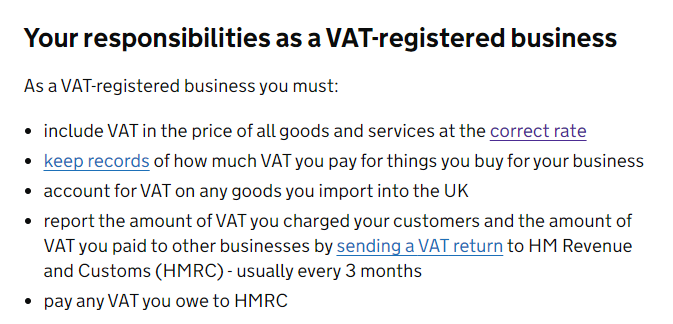 Your responsibilities as a VAT-registered business
As a VAT-registered business you must:
• include VAT in the price of all goods and services at the correct rate
• keep records of how much VAT you pay for things you buy for your business
• account for VAT on any goods you import into the UK
• report the amount of VAT you charged your customers and the amount of
VAT you paid to other businesses by sending a VAT return to HM Revenue
and Customs (HMRC) - usually every 3 months
• pay any VAT you owe to HMRC